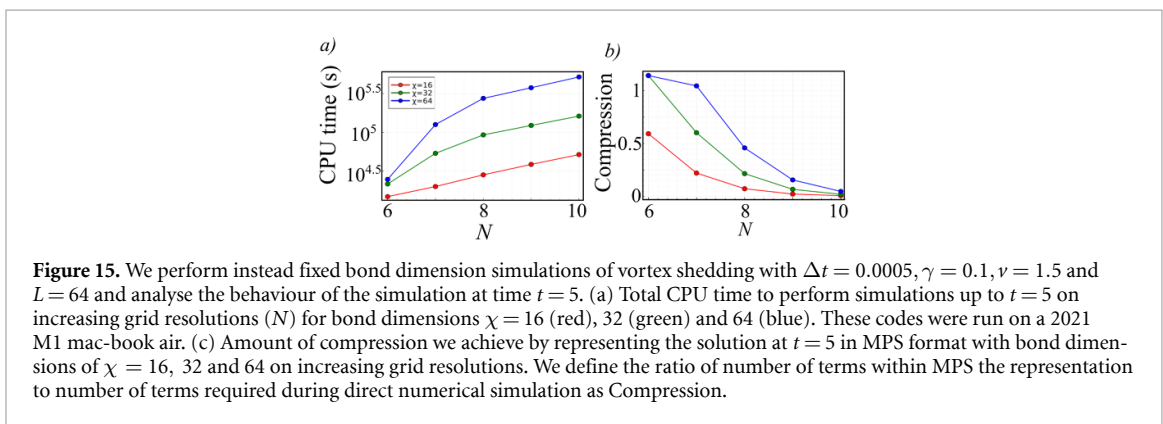 a)
CPU time (s)
10^5.5
10^5
10^4.5
χ=16
χ=32
χ=64
6 8 10
N
b)
Compression
1
0.5
0
6 8 10
N
Figure 15. We perform instead fixed bond dimension simulations of vortex shedding with Δt = 0.0005, γ = 0.1, ν = 1.5 and
L = 64 and analyse the behaviour of the simulation at time t = 5. (a) Total CPU time to perform simulations up to t = 5 on
increasing grid resolutions (N) for bond dimensions χ = 16 (red), 32 (green) and 64 (blue). These codes were run on a 2021
M1 mac-book air. (c) Amount of compression we achieve by representing the solution at t = 5 in MPS format with bond dimen-
sions of χ = 16, 32 and 64 on increasing grid resolutions. We define the ratio of number of terms within MPS the representation
to number of terms required during direct numerical simulation as Compression.